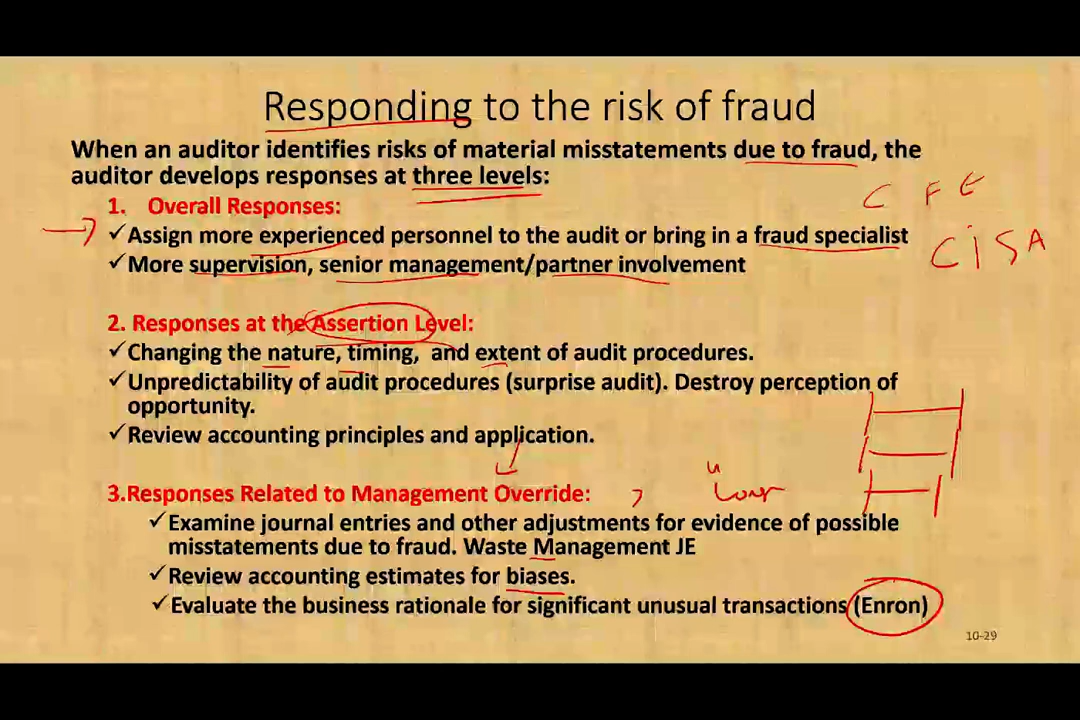 Responding to the risk of fraud
When an auditor identifies risks of material misstatements due to fraud, the
auditor develops responses at three levels:
1. Overall Responses:
✓Assign more experienced personnel to the audit or bring in a fraud specialist
✓More supervision, senior management/partner involvement
C F E
CISA
2. Responses at the Assertion Level:
✓Changing the nature, timing, and extent of audit procedures.
✓Unpredictability of audit procedures (surprise audit). Destroy perception of
opportunity.
✓Review accounting principles and application.
3.Responses Related to Management Override:
✓Examine journal entries and other adjustments for evidence of possible
misstatements due to fraud. Waste Management JE
✓Review accounting estimates for biases.
✓Evaluate the business rationale for significant unusual transactions (Enron)
10-29